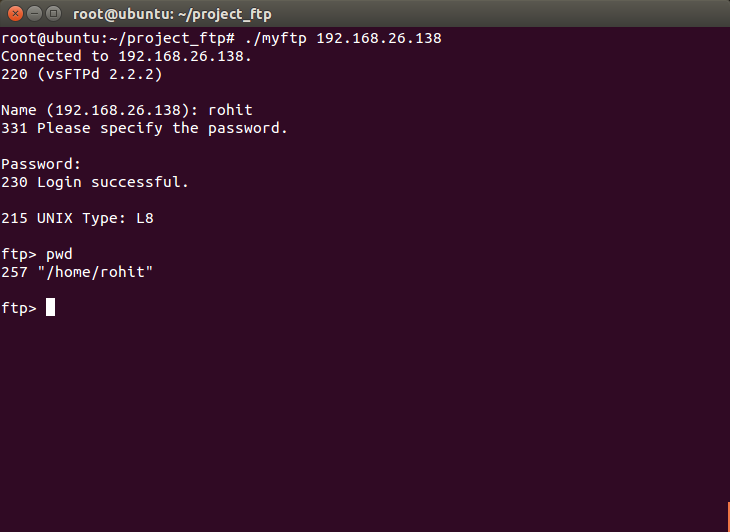 root@ubuntu: ~/project_ftp
root@ubuntu:~/project_ftp# ./myftp 192.168.26.138
Connected to 192.168.26.138.
220 (vsFTPd 2.2.2)
Name (192.168.26.138): rohit
331 Please specify the password.
Password:
230 Login successful.
215 UNIX Type: L8
ftp> pwd
257 "/home/rohit"
ftp>